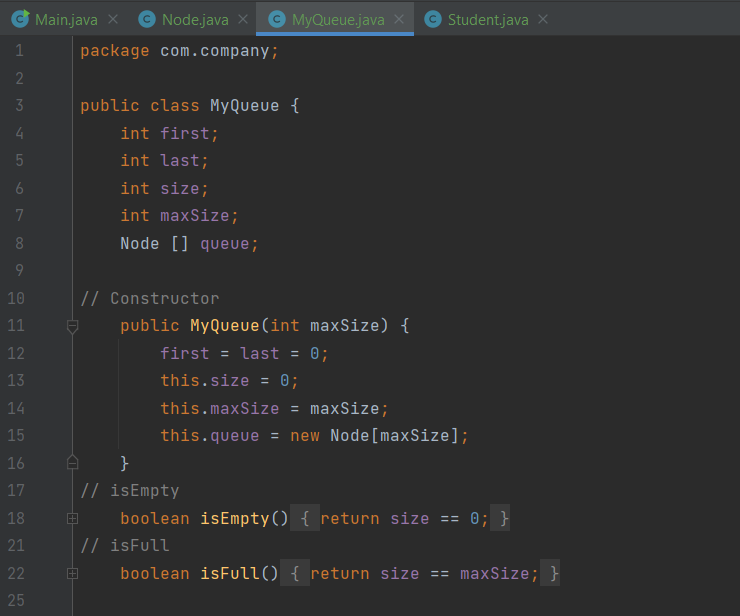 Main.java Node.java MyQueue.java Student.java
1 package com.company;
2
3 public class MyQueue {
4 int first;
5 int last;
6 int size;
7 int maxSize;
8 Node [] queue;
9
10 // Constructor
11 public MyQueue(int maxSize) {
12 first = last = 0;
13 this.size = 0;
14 this.maxSize = maxSize;
15 this.queue = new Node[maxSize];
16 }
17 // isEmpty
18 boolean isEmpty() { return size == 0; }
21 // isFull
22 boolean isFull() { return size == maxSize; }
25